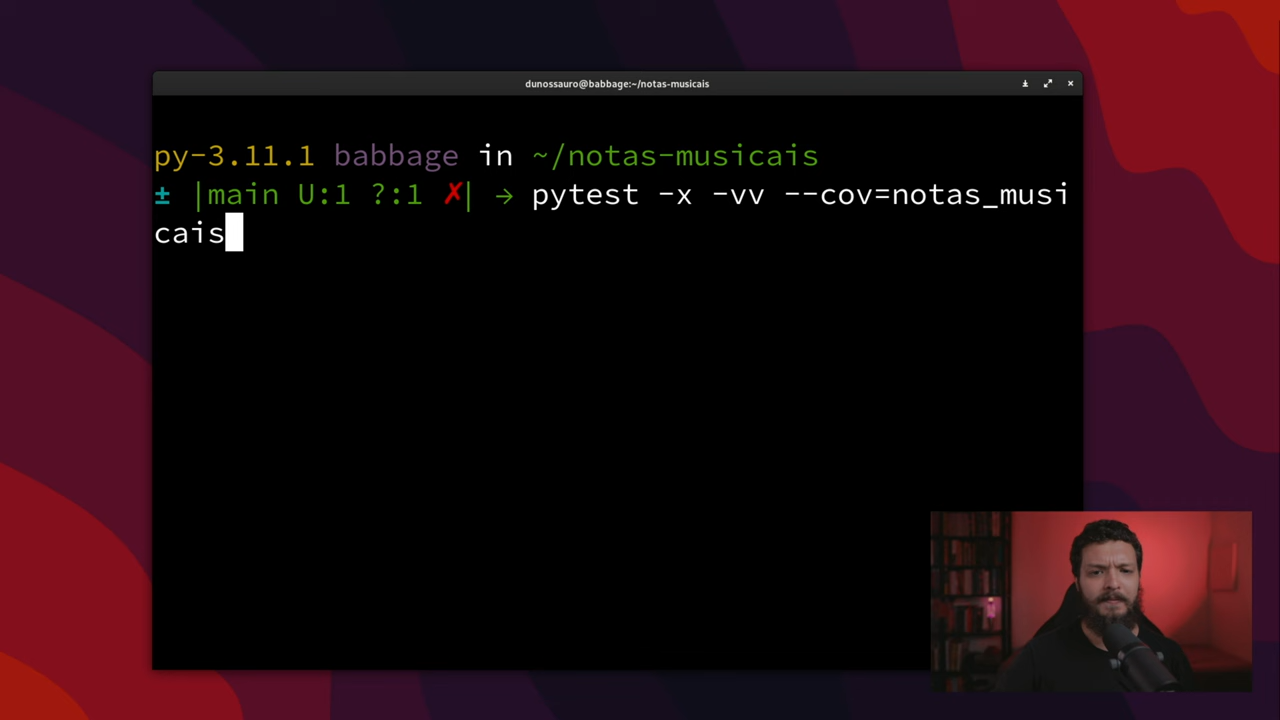 dunossauro@babbage:~/notas-musicais
py-3.11.1 babbage in ~/notas-musicais
± |main U:1 ?:1 ✗| → pytest -x -vv --cov=notas_musi
cais